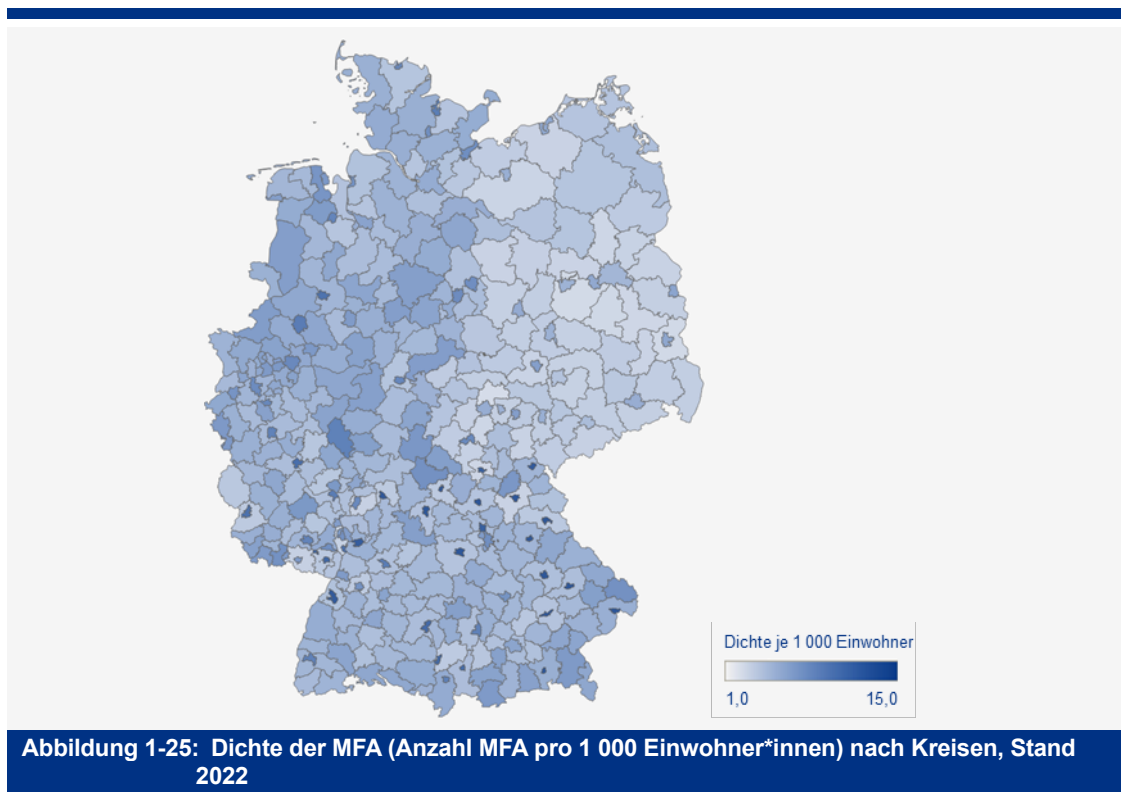 Dichte je 1 000 Einwohner
1,0 15,0
Abbildung 1-25: Dichte der MFA (Anzahl MFA pro 1 000 Einwohner*innen) nach Kreisen, Stand
2022